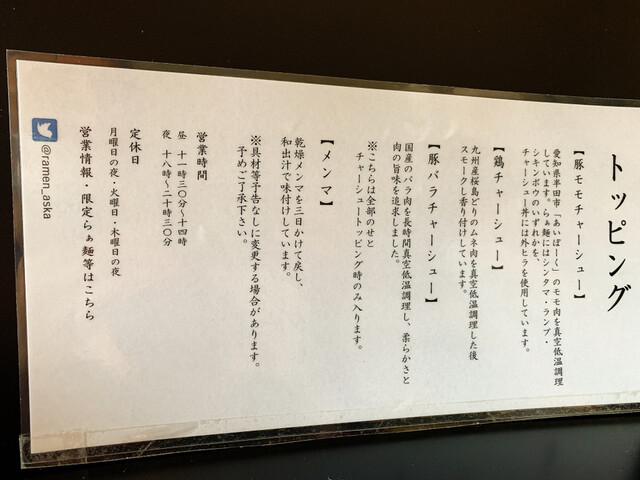 トッピング
【豚モモチャーシュー】
愛知県半田市「あいぽーく」のモモ肉を真空低温調理
しています。らぁ麺にはシンタマ・ランプ・
シキンボウのいずれかを、
チャーシュー丼には外ヒラを使用しています。
【鶏チャーシュー】
九州産桜島どりのムネ肉を真空低温調理した後
スモークし香り付けしています。
【豚バラチャーシュー】
国産のバラ肉を長時間真空低温調理し、柔らかさと
肉の旨味を追求しました。
※こちらは全部のせと
チャーシュートッピング時のみ入ります。
【メンマ】
乾燥メンマを三日かけて戻し、
和出汁で味付けしています。
※具材等予告なしに変更する場合があります。
予めご了承下さい。
営業時間
昼 十一時三〇分〜十四時
夜 十八時〜二十時三〇分
定休日
月曜日の夜・火曜日・木曜日の夜
営業情報・限定らぁ麺等はこちら
@ramen_aska